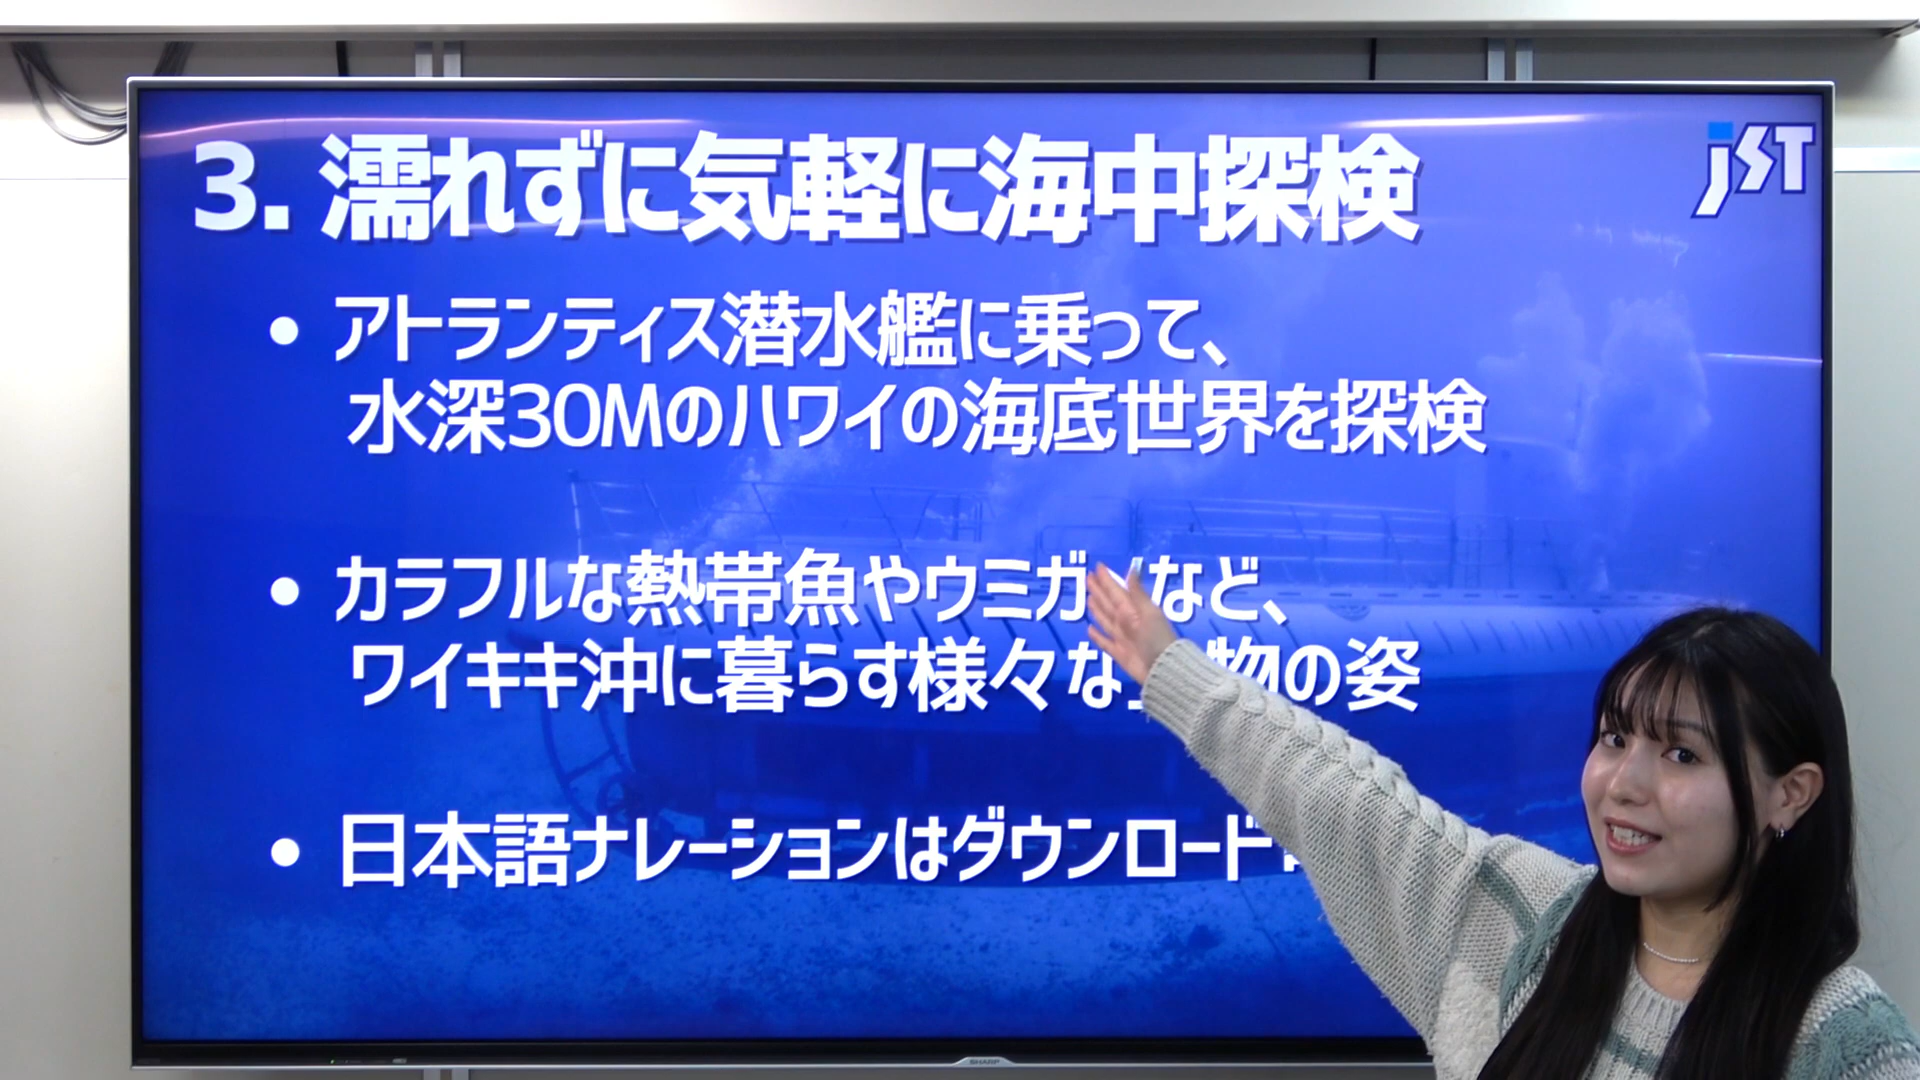 3. 濡れずに気軽に海中探検
jST
• アトランティス潜水艦に乗って、
水深30Mのハワイの海底世界を探検
• カラフルな熱帯魚やウミガ など、
ワイキキ沖に暮らす様々な 物の姿
• 日本語ナレーションはダウンロード
SHARP